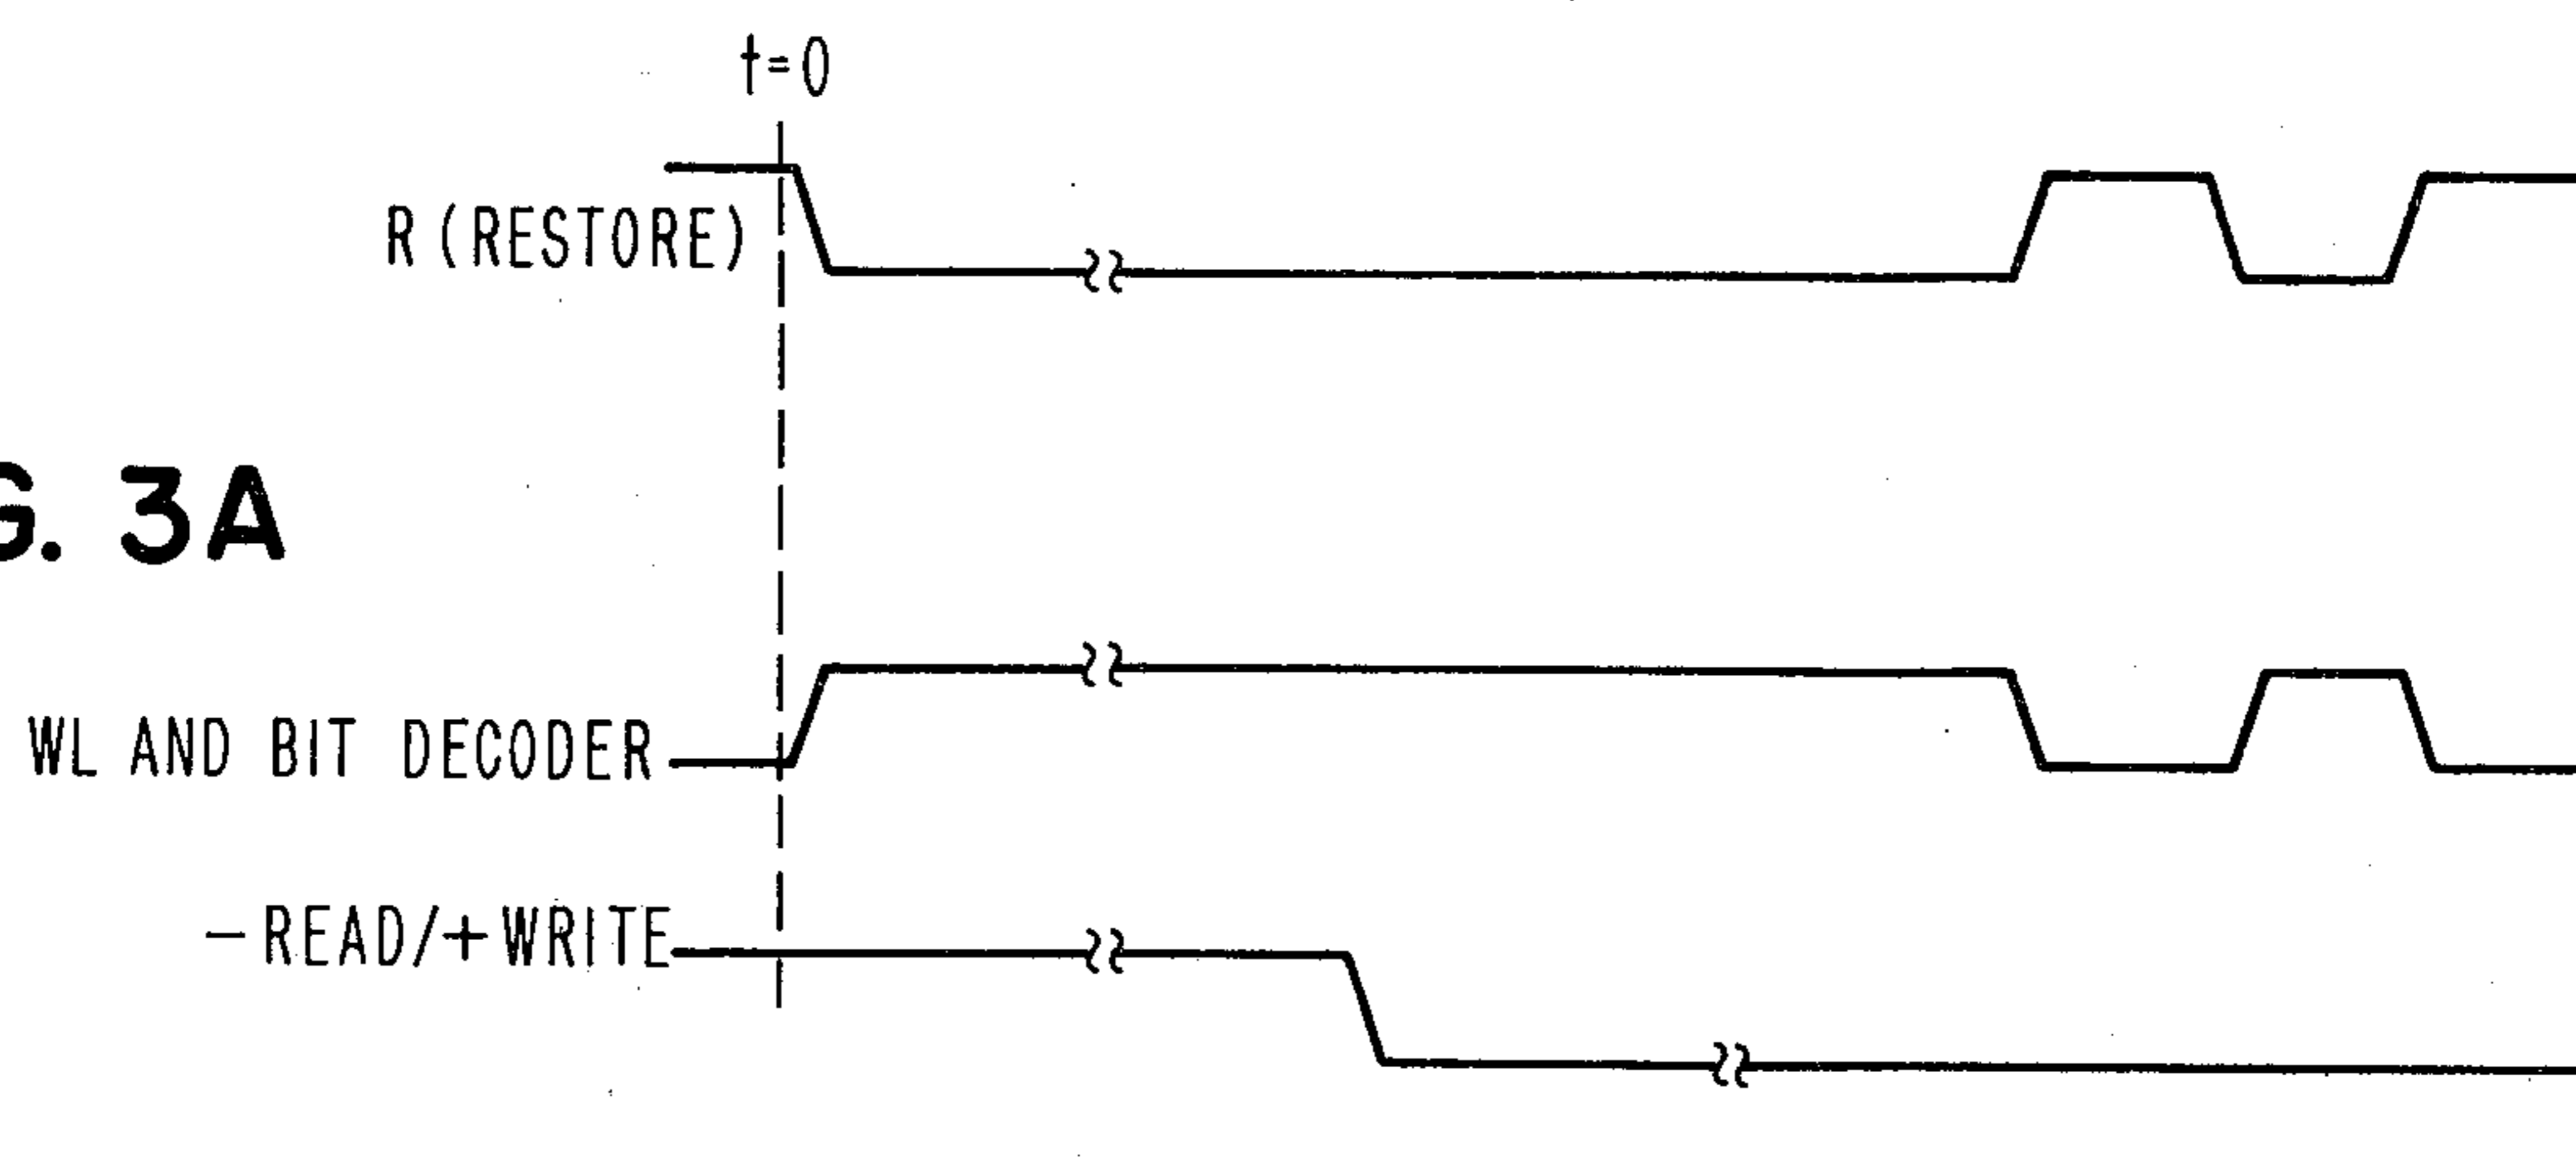 t=0
R (RESTORE)
G. 3A
WL AND BIT DECODER
-READ/+WRITE